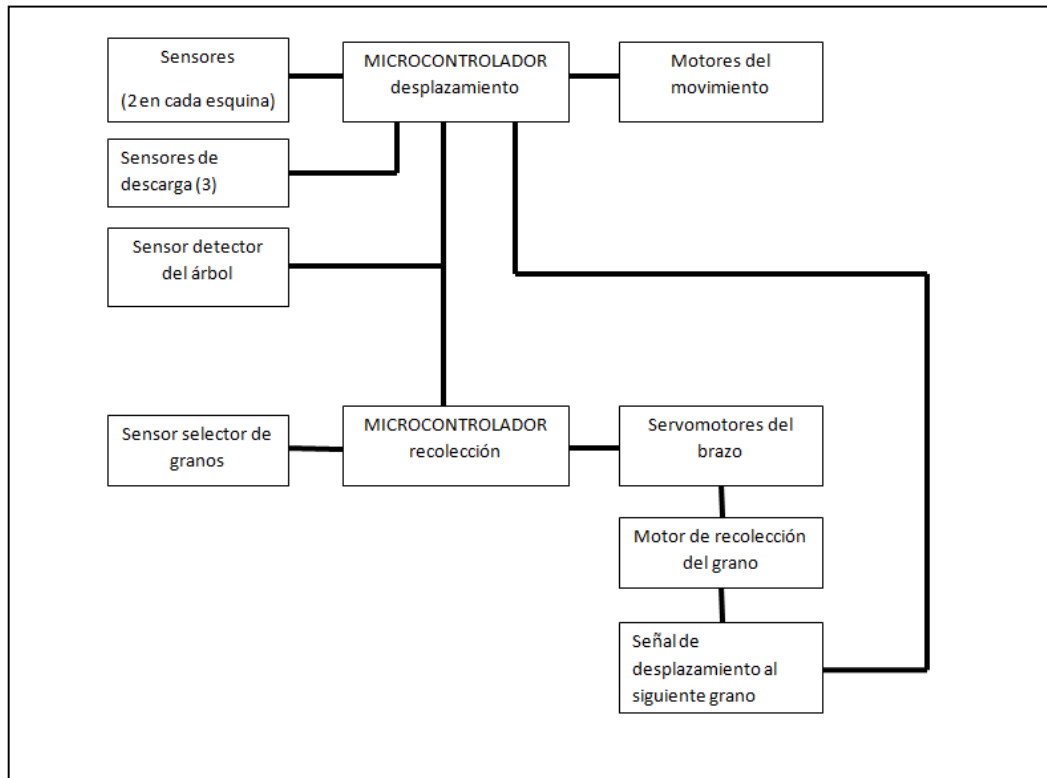 Sensores
(2 en cada esquina)
MICROCONTROLADOR
desplazamiento
Motores del
movimiento
Sensores de
descarga (3)
Sensor detector
del árbol
Sensor selector de
granos
MICROCONTROLADOR
recolección
Servomotores del
brazo
Motor de recolección
del grano
Señal de
desplazamiento al
siguiente grano